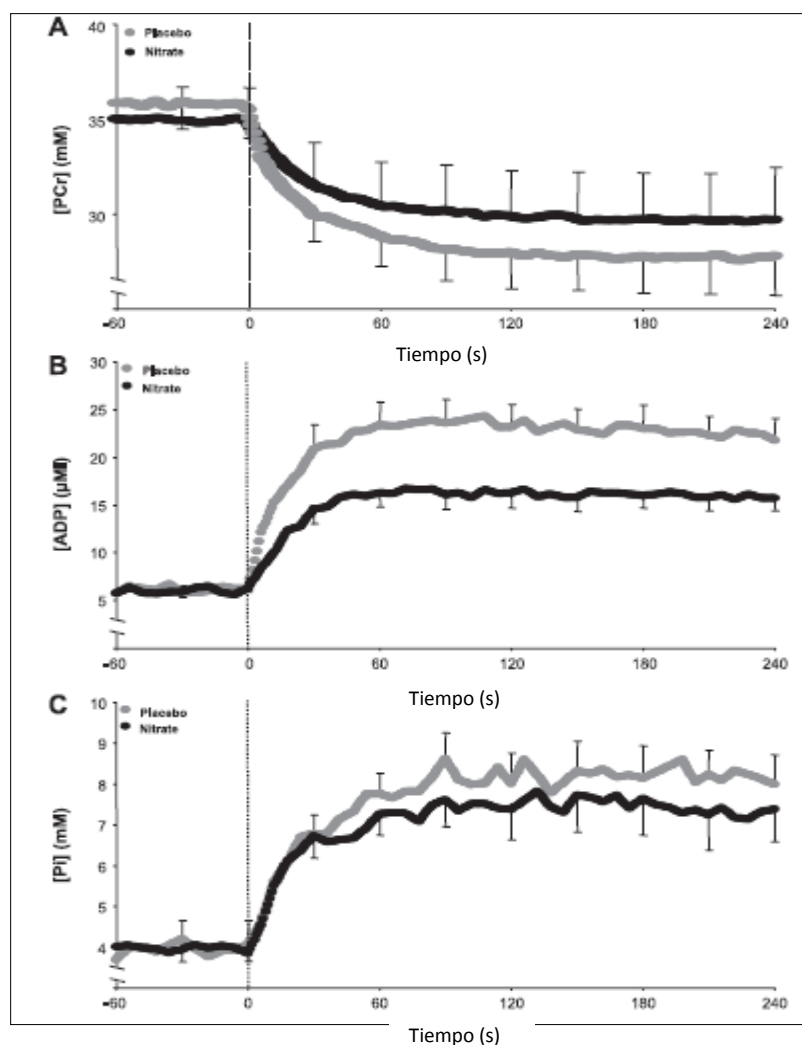 A
Placebo
Nitrate
[PCr] (mM)
40
35
30
-60 0 60 120 180 240
Tiempo (s)
B
Placebo
Nitrate
[ADP] (µM)
30
25
20
15
10
5
-60 0 60 120 180 240
Tiempo (s)
C
Placebo
Nitrate
[Pi] (mM)
10
9
8
7
6
5
4
-60 0 60 120 180 240
Tiempo (s)